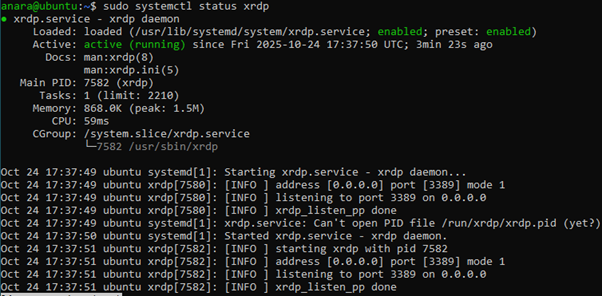 anara@ubuntu:~$ sudo systemctl status xrdp
● xrdp.service - xrdp daemon
Loaded: loaded (/usr/lib/systemd/system/xrdp.service; enabled; preset: enabled)
Active: active (running) since Fri 2025-10-24 17:37:50 UTC; 3min 23s ago
Docs: man:xrdp(8)
man:xrdp.ini(5)
Main PID: 7582 (xrdp)
Tasks: 1 (limit: 2210)
Memory: 868.0K (peak: 1.5M)
CPU: 59ms
CGroup: /system.slice/xrdp.service
└─7582 /usr/sbin/xrdp
Oct 24 17:37:49 ubuntu systemd[1]: Starting xrdp.service - xrdp daemon...
Oct 24 17:37:49 ubuntu xrdp[7580]: [INFO ] address [0.0.0.0] port [3389] mode 1
Oct 24 17:37:49 ubuntu xrdp[7580]: [INFO ] listening to port 3389 on 0.0.0.0
Oct 24 17:37:49 ubuntu xrdp[7580]: [INFO ] xrdp_listen_pp done
Oct 24 17:37:49 ubuntu systemd[1]: xrdp.service: Can't open PID file /run/xrdp/xrdp.pid (yet?)
Oct 24 17:37:50 ubuntu systemd[1]: Started xrdp.service - xrdp daemon.
Oct 24 17:37:51 ubuntu xrdp[7582]: [INFO ] starting xrdp with pid 7582
Oct 24 17:37:51 ubuntu xrdp[7582]: [INFO ] address [0.0.0.0] port [3389] mode 1
Oct 24 17:37:51 ubuntu xrdp[7582]: [INFO ] listening to port 3389 on 0.0.0.0
Oct 24 17:37:51 ubuntu xrdp[7582]: [INFO ] xrdp_listen_pp done